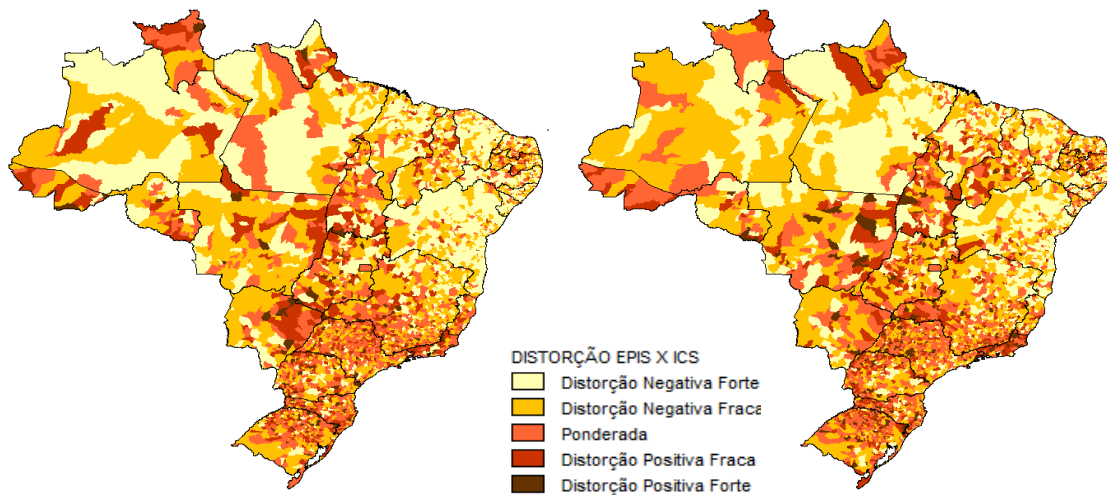 DISTORÇÃO EPIS X ICS
Distorção Negativa Forte
Distorção Negativa Fraca
Ponderada
Distorção Positiva Fraca
Distorção Positiva Forte